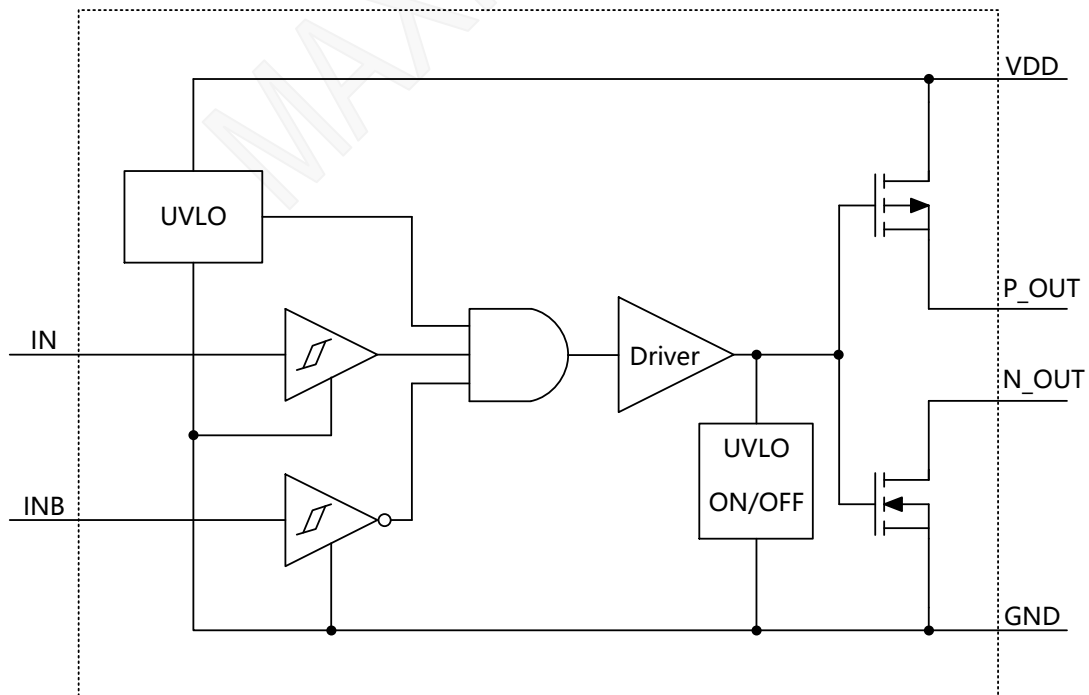 VDD
UVLO
P_OUT
IN
Driver
N_OUT
UVLO
ON/OFF
INB
GND